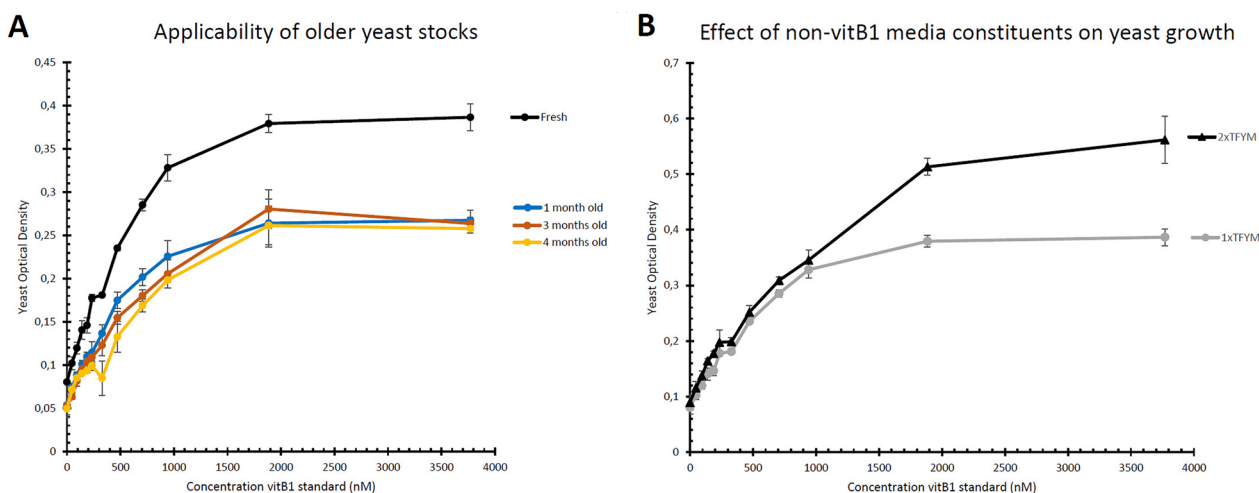 A
Applicability of older yeast stocks
Yeast Optical Density
0,45
0,4
0,35
0,3
0,25
0,2
0,15
0,1
0,05
0
0 500 1000 1500 2000 2500 3000 3500 4000
Concentration vitB1 standard (nM)
Fresh
1 month old
3 months old
4 months old
B
Effect of non-vitB1 media constituents on yeast growth
Yeast Optical Density
0,7
0,6
0,5
0,4
0,3
0,2
0,1
0
0 500 1000 1500 2000 2500 3000 3500 4000
Concentration vitB1 standard (nM)
2xTFYM
1xTFYM